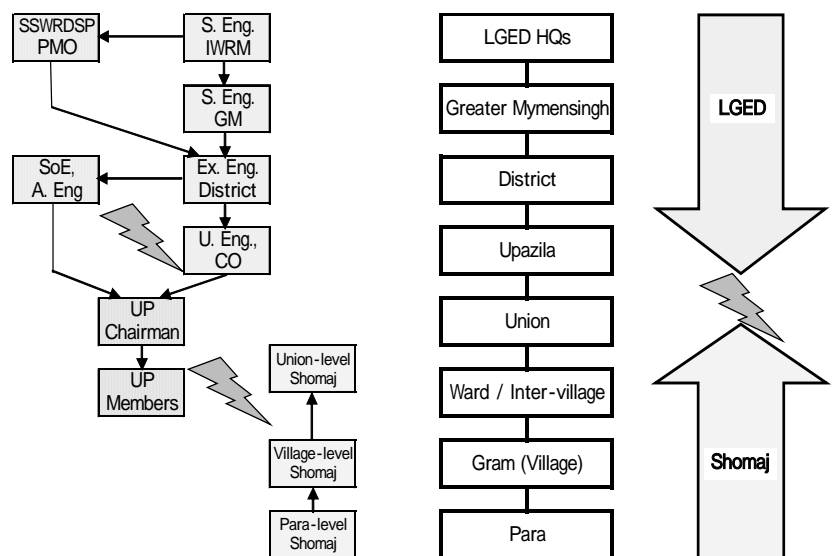 SSWRDSP
PMO
S. Eng.
IWRM
S. Eng.
GM
SoE,
A. Eng
Ex. Eng.
District
U. Eng.,
CO
UP
Chairman
UP
Members
Union-level
Shomaj
Village-level
Shomaj
Para-level
Shomaj
LGED HQs
Greater Mymensingh
District
Upazila
Union
Ward / Inter-village
Gram (Village)
Para
LGED
Shomaj